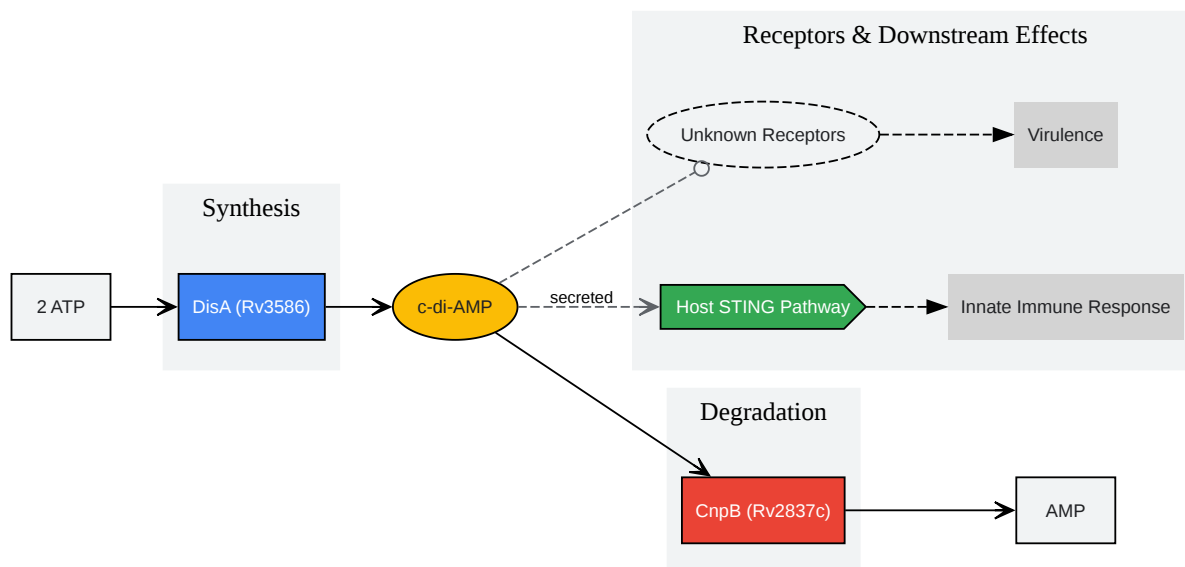 Receptors & Downstream Effects
Unknown Receptors
Virulence
Synthesis
2 ATP
DisA (Rv3586)
c-di-AMP
secreted
Host STING Pathway
Innate Immune Response
Degradation
CnpB (Rv2837c)
AMP